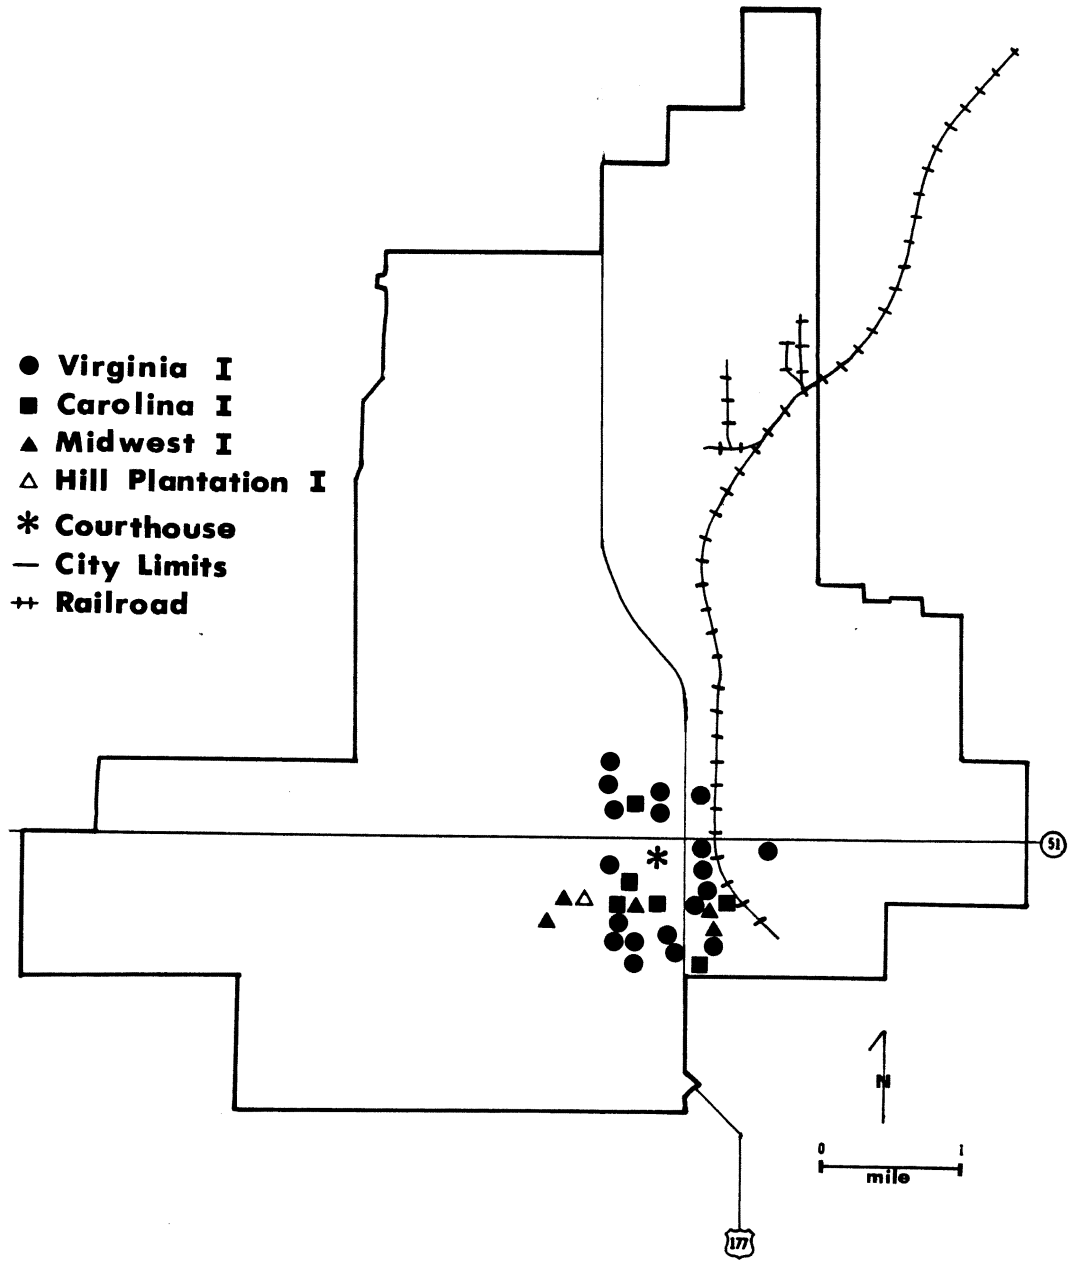 Virginia I
Carolina I
Midwest I
Hill Plantation I
Courthouse
City Limits
Railroad
51
N
0 1
mile
177